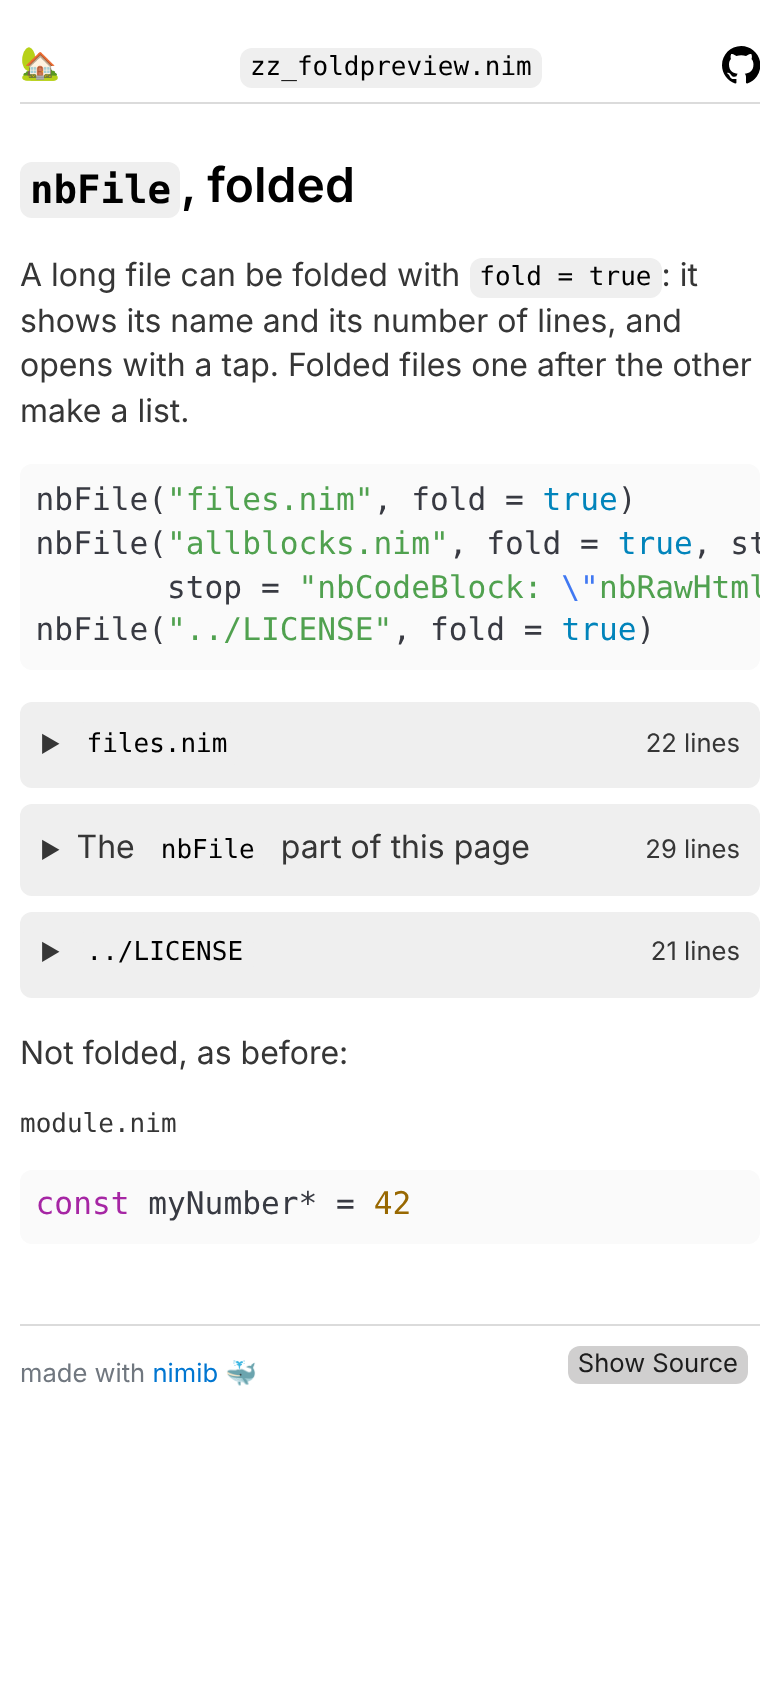 zz_foldpreview.nim
nbFile, folded
A long file can be folded with fold = true: it
shows its name and its number of lines, and
opens with a tap. Folded files one after the other
make a list.
nbFile("files.nim", fold = true)
nbFile("allblocks.nim", fold = true, st
stop = "nbCodeBlock: \"nbRawHtml
nbFile("../LICENSE", fold = true)
▶ files.nim 22 lines
▶ The nbFile part of this page 29 lines
▶ ../LICENSE 21 lines
Not folded, as before:
module.nim
const myNumber* = 42
made with nimib 🐳 Show Source